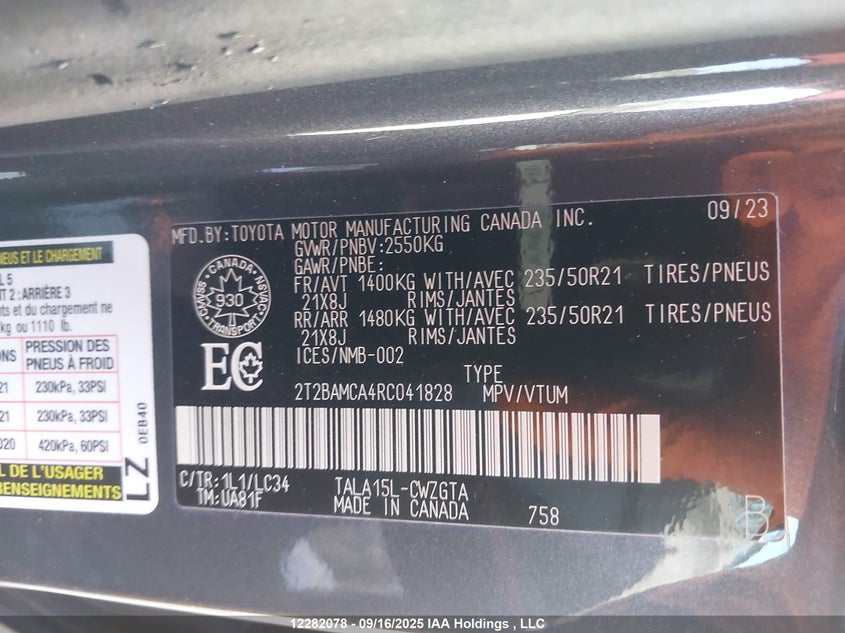 PNEUS ET LE CHARGEMENT
L 5
T 2 : ARRIÈRE 3
nts et du chargement ne
kg ou 1110 lb.
ONS PRESSION DES PNEUS À FROID
21 230kPa, 33PSI
21 230kPa, 33PSI
020 420kPa, 60PSI
L DE L'USAGER
RENSEIGNEMENTS
LZ 0EB40
MFD.BY:TOYOTA MOTOR MANUFACTURING CANADA INC. 09/23
GVWR/PNBV:2550KG
GAWR/PNBE:
FR/AVT 1400KG WITH/AVEC 235/50R21 TIRES/PNEUS
21X8J RIMS/JANTES
RR/ARR 1480KG WITH/AVEC 235/50R21 TIRES/PNEUS
21X8J RIMS/JANTES
ICES/NMB-002
CANADA
930
TRANSPORT
EC
TYPE
2T2BAMCA4RC041828 MPV/VTUM
C/TR:1L1/LC34 TALA15L-CWZGTA
TM:UA81F MADE IN CANADA 758
B
12282078 - 09/16/2025 IAA Holdings , LLC